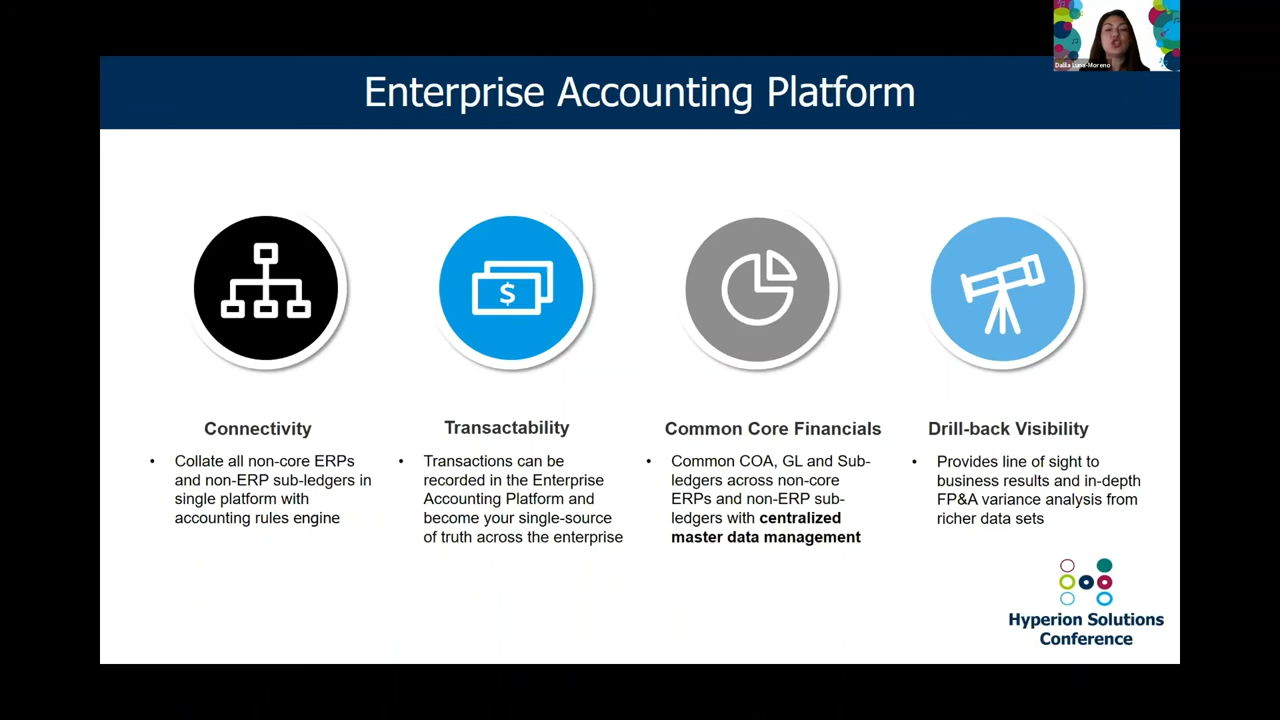 Dalila Luna-Moreno
Enterprise Accounting Platform
$
Connectivity
• Collate all non-core ERPs
and non-ERP sub-ledgers in
single platform with
accounting rules engine
Transactability
• Transactions can be
recorded in the Enterprise
Accounting Platform and
become your single-source
of truth across the enterprise
Common Core Financials
• Common COA, GL and Sub-
ledgers across non-core
ERPs and non-ERP sub-
ledgers with centralized
master data management
Drill-back Visibility
• Provides line of sight to
business results and in-depth
FP&A variance analysis from
richer data sets
Hyperion Solutions
Conference